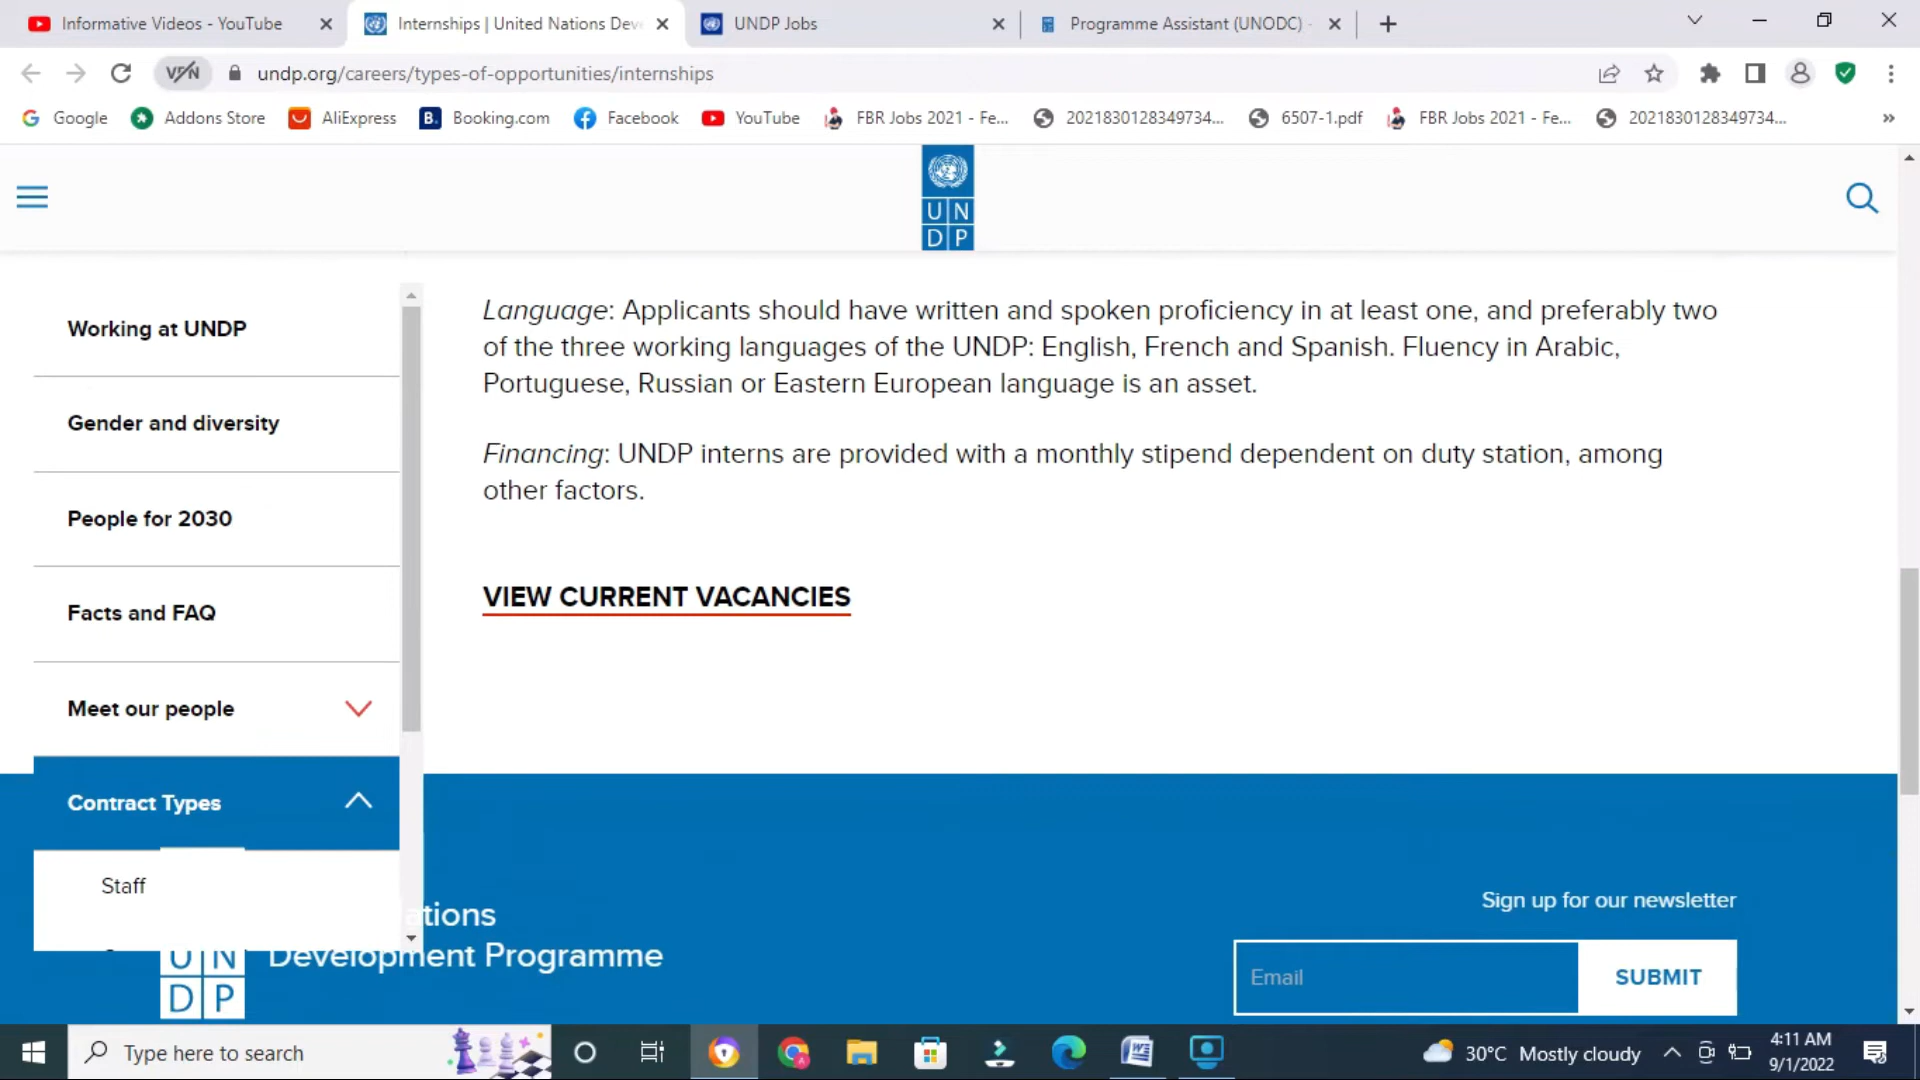 Informative Videos - YouTube
Internships | United Nations Dev
UNDP Jobs
Programme Assistant (UNODC) -
VPN
undp.org/careers/types-of-opportunities/internships
Google
Addons Store
AliExpress
B.
Booking.com
Facebook
YouTube
FBR Jobs 2021 - Fe...
2021830128349734...
6507-1.pdf
FBR Jobs 2021 - Fe...
2021830128349734...
»
U N
D P
Working at UNDP
Gender and diversity
People for 2030
Facts and FAQ
Meet our people
Contract Types
Staff
Language: Applicants should have written and spoken proficiency in at least one, and preferably two
of the three working languages of the UNDP: English, French and Spanish. Fluency in Arabic,
Portuguese, Russian or Eastern European language is an asset.
Financing: UNDP interns are provided with a monthly stipend dependent on duty station, among
other factors.
VIEW CURRENT VACANCIES
ations
Development Programme
U N
D P
Sign up for our newsletter
Email
SUBMIT
Type here to search
30°C Mostly cloudy
4:11 AM
9/1/2022